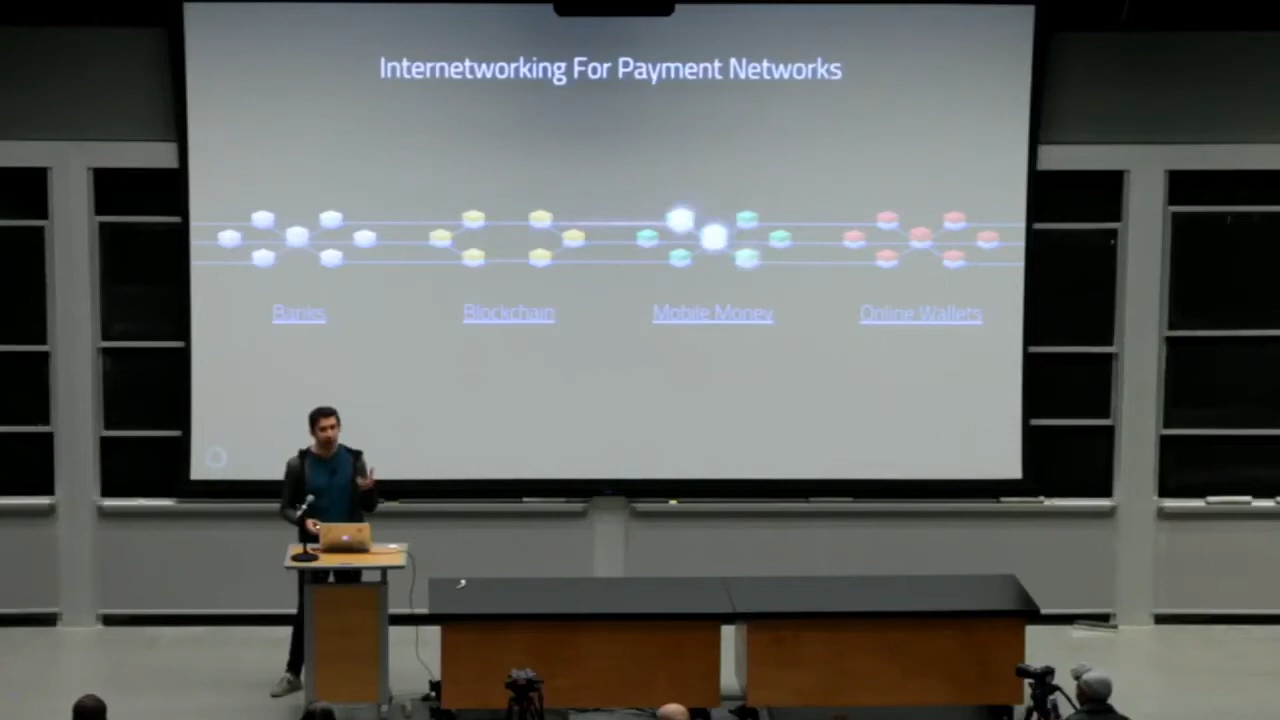 Internetworking For Payment Networks
Banks
Blockchain
Mobile Money
Online Wallets